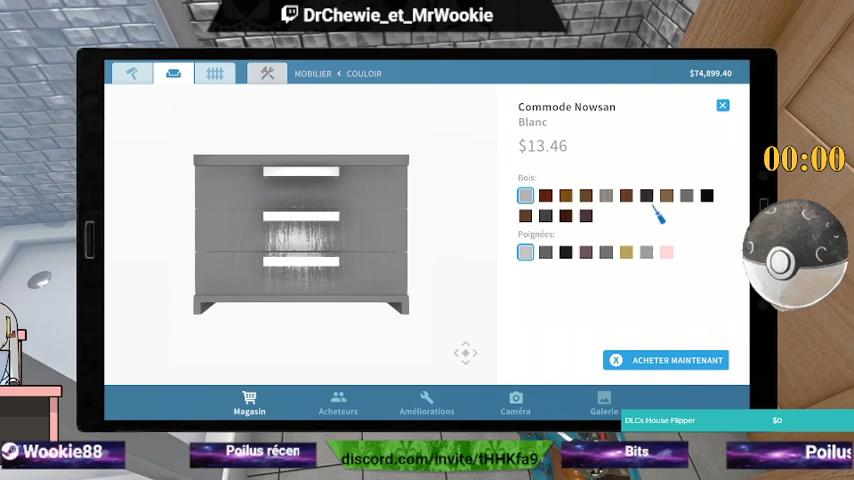 DrChewie_et_MrWookie
MOBILIER < COULOIR
$74,899.40
Commode Nowsan
Blanc
$13.46
Bois:
Poignées:
X ACHETER MAINTENANT
00:00
Magasin
Acheteurs
Améliorations
Caméra
Galerie
DLCs House Flipper $0
Wookie88
Poilus récen
discord.com/invite/tHHKfa9
- Bits
Poilus